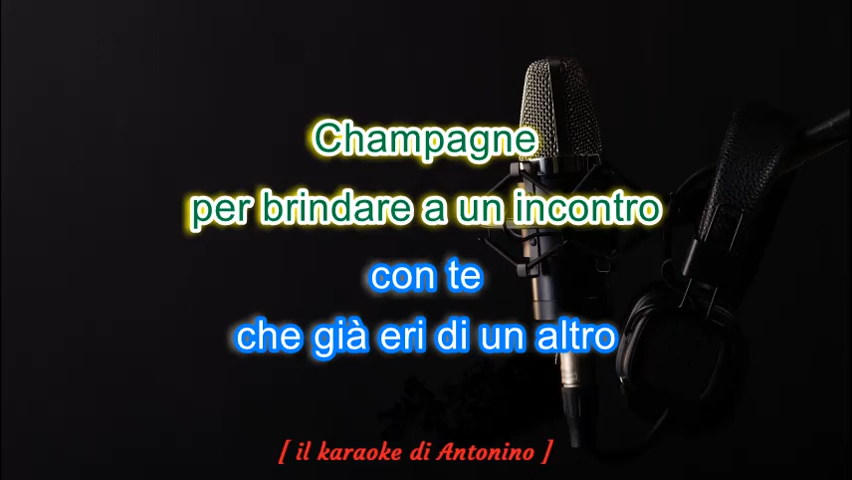 Champagne
per brindare a un incontro
con te
che già eri di un altro
[ il karaoke di Antonino ]